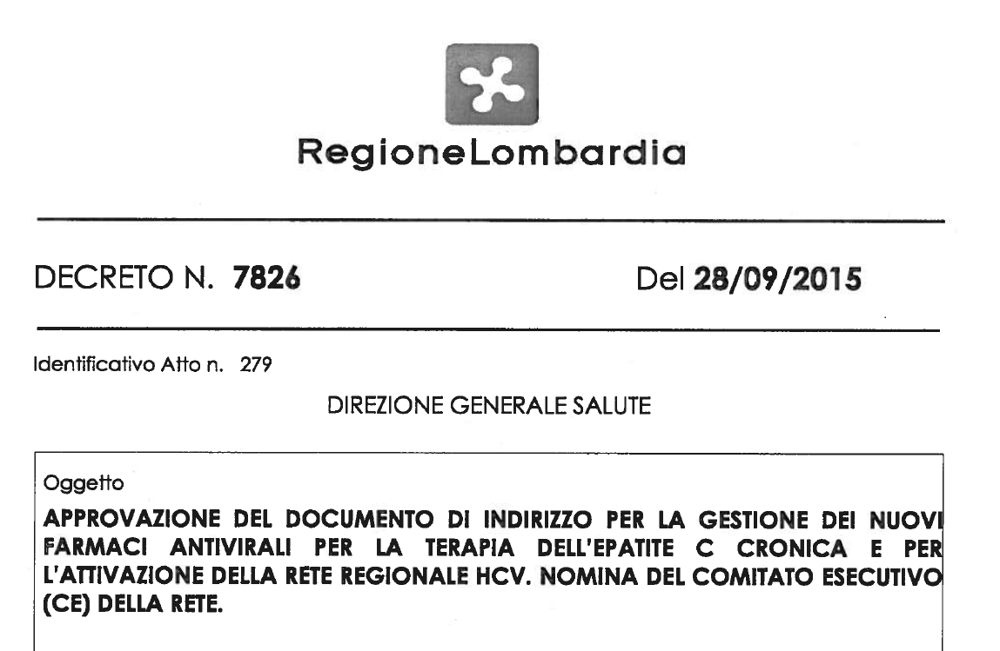 RegioneLombardia
DECRETO N. 7826 Del 28/09/2015
Identificativo Atto n. 279
DIREZIONE GENERALE SALUTE
Oggetto
APPROVAZIONE DEL DOCUMENTO DI INDIRIZZO PER LA GESTIONE DEI NUOVI
FARMACI ANTIVIRALI PER LA TERAPIA DELL'EPATITE C CRONICA E PER
L'ATTIVAZIONE DELLA RETE REGIONALE HCV. NOMINA DEL COMITATO ESECUTIVO
(CE) DELLA RETE.